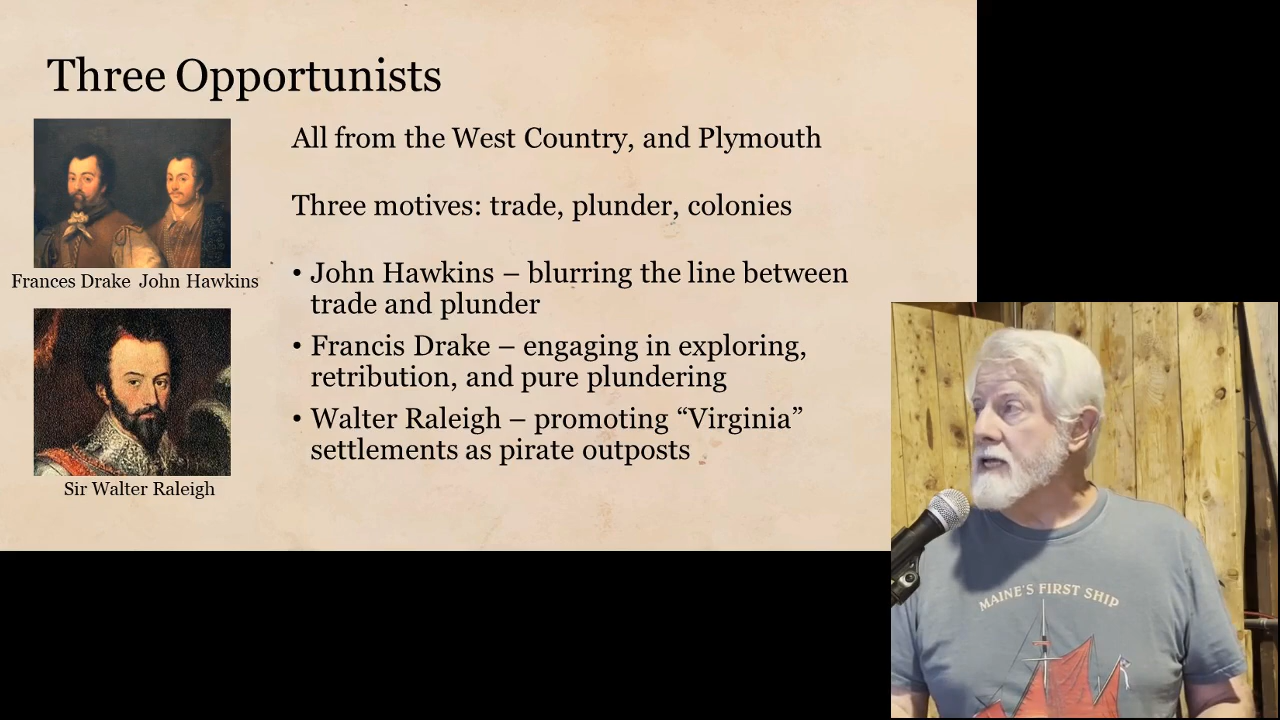 Three Opportunists
All from the West Country, and Plymouth
Three motives: trade, plunder, colonies
• John Hawkins – blurring the line between
trade and plunder
• Francis Drake – engaging in exploring,
retribution, and pure plundering
• Walter Raleigh – promoting “Virginia”
settlements as pirate outposts
Frances Drake John Hawkins
Sir Walter Raleigh
MAINE'S FIRST SHIP